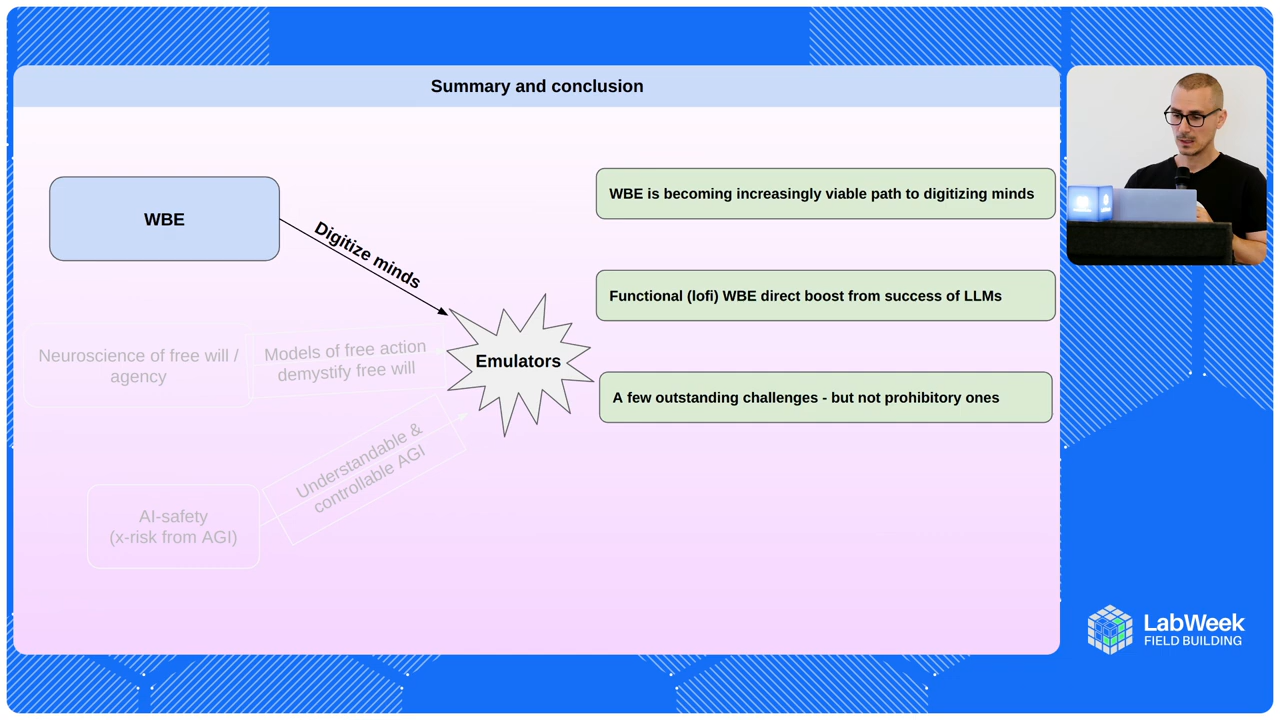 Summary and conclusion
WBE
Digitize minds
Neuroscience of free will /
agency
Models of free action
demystify free will
Understandable &
controllable AGI
AI-safety
(x-risk from AGI)
Emulators
WBE is becoming increasingly viable path to digitizing minds
Functional (lofi) WBE direct boost from success of LLMs
A few outstanding challenges - but not prohibitory ones
LabWeek
FIELD BUILDING